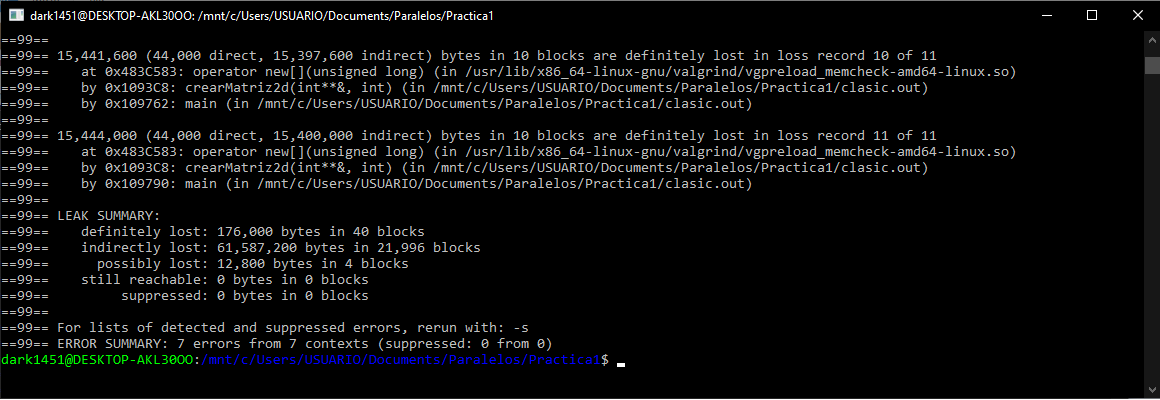 dark1451@DESKTOP-AKL30OO: /mnt/c/Users/USUARIO/Documents/Paralelos/Practica1
==99==
==99== 15,441,600 (44,000 direct, 15,397,600 indirect) bytes in 10 blocks are definitely lost in loss record 10 of 11
==99==    at 0x483C583: operator new[](unsigned long) (in /usr/lib/x86_64-linux-gnu/valgrind/vgpreload_memcheck-amd64-linux.so)
==99==    by 0x1093C8: crearMatriz2d(int**&, int) (in /mnt/c/Users/USUARIO/Documents/Paralelos/Practica1/clasic.out)
==99==    by 0x109762: main (in /mnt/c/Users/USUARIO/Documents/Paralelos/Practica1/clasic.out)
==99==
==99== 15,444,000 (44,000 direct, 15,400,000 indirect) bytes in 10 blocks are definitely lost in loss record 11 of 11
==99==    at 0x483C583: operator new[](unsigned long) (in /usr/lib/x86_64-linux-gnu/valgrind/vgpreload_memcheck-amd64-linux.so)
==99==    by 0x1093C8: crearMatriz2d(int**&, int) (in /mnt/c/Users/USUARIO/Documents/Paralelos/Practica1/clasic.out)
==99==    by 0x109790: main (in /mnt/c/Users/USUARIO/Documents/Paralelos/Practica1/clasic.out)
==99==
==99== LEAK SUMMARY:
==99==    definitely lost: 176,000 bytes in 40 blocks
==99==    indirectly lost: 61,587,200 bytes in 21,996 blocks
==99==      possibly lost: 12,800 bytes in 4 blocks
==99==    still reachable: 0 bytes in 0 blocks
==99==         suppressed: 0 bytes in 0 blocks
==99==
==99== For lists of detected and suppressed errors, rerun with: -s
==99== ERROR SUMMARY: 7 errors from 7 contexts (suppressed: 0 from 0)
dark1451@DESKTOP-AKL30OO:/mnt/c/Users/USUARIO/Documents/Paralelos/Practica1$